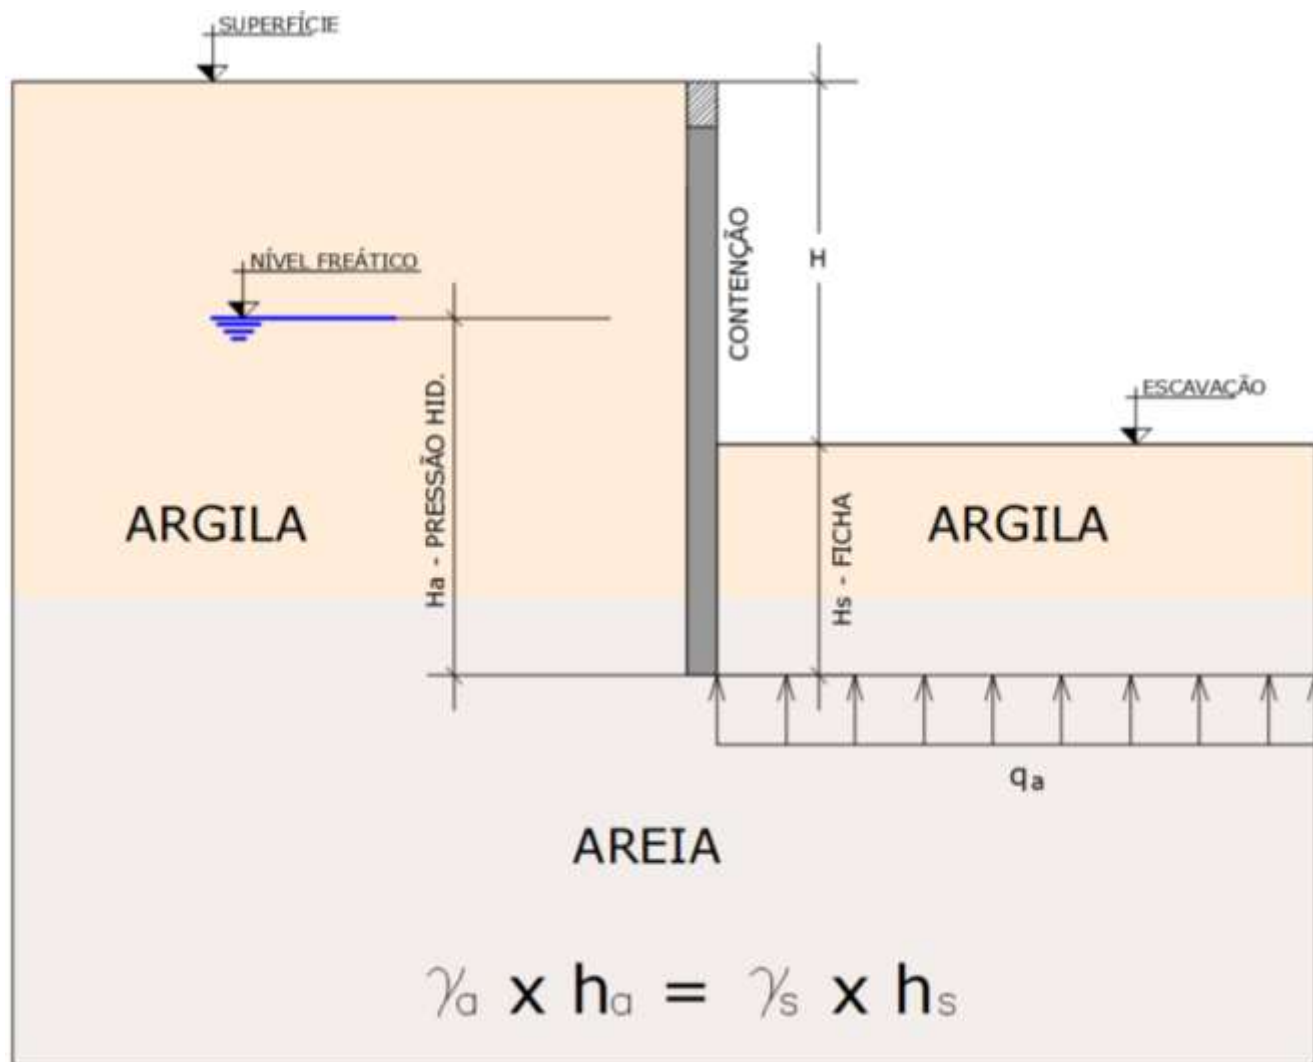 SUPERFÍCIE
NÍVEL FREÁTICO
CONTENÇÃO
H
Ha - PRESSÃO HID.
ESCAVAÇÃO
ARGILA
ARGILA
Hs - FICHA
qa
AREIA
γa x ha = γs x hs